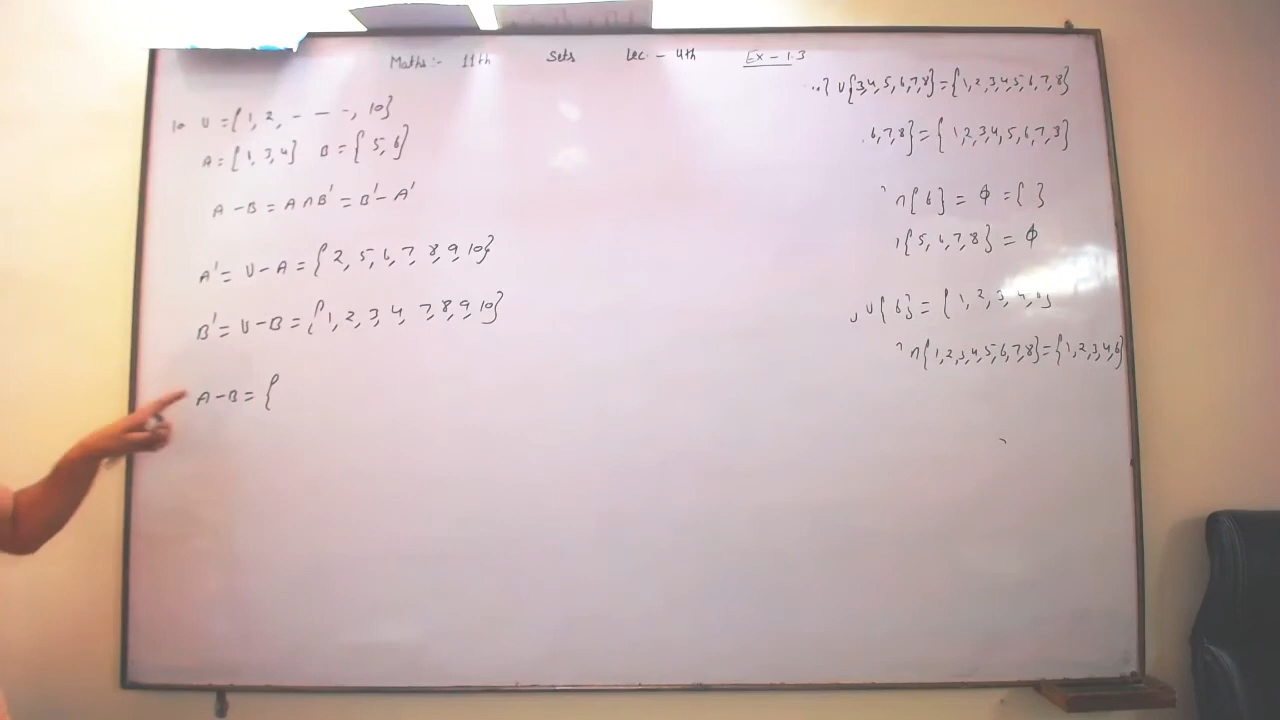 Maths:- 11th Sets Lec.- 4th Ex - 1.3
10 U = {1, 2, - - -, 10}
A = {1, 3, 4} B = {5, 6}
A - B = A ∩ B' = B' - A'
A' = U - A = {2, 5, 6, 7, 8, 9, 10}
B' = U - B = {1, 2, 3, 4, 7, 8, 9, 10}
A - B = {
∪{3,4,5,6,7,8} = {1,2,3,4,5,6,7,8}
6,7,8} = {1,2,3,4,5,6,7,3}
∩{6} = ϕ = { }
{5,6,7,8} = ϕ
∪{6} = {1, 2, 3, 4,
∩{1,2,3,4,5,6,7,8} = {1,2,3,4,6}